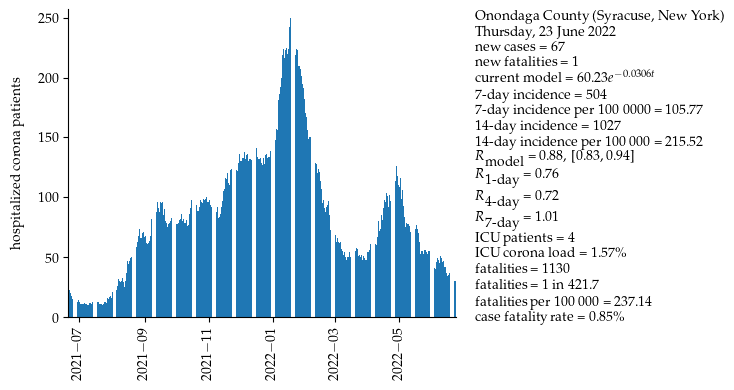 hospitalized corona patients
250
200
150
100
50
0
2021−07
2021−09
2021−11
2022−01
2022−03
2022−05
Onondaga County (Syracuse, New York)
Thursday, 23 June 2022
new cases = 67
new fatalities = 1
current model = 60.23e^{−0.0306t}
7-day incidence = 504
7-day incidence per 100 0000 = 105.77
14-day incidence = 1027
14-day incidence per 100 000 = 215.52
R_model = 0.88, [0.83, 0.94]
R_1-day = 0.76
R_4-day = 0.72
R_7-day = 1.01
ICU patients = 4
ICU corona load = 1.57%
fatalities = 1130
fatalities = 1 in 421.7
fatalities per 100 000 = 237.14
case fatality rate = 0.85%